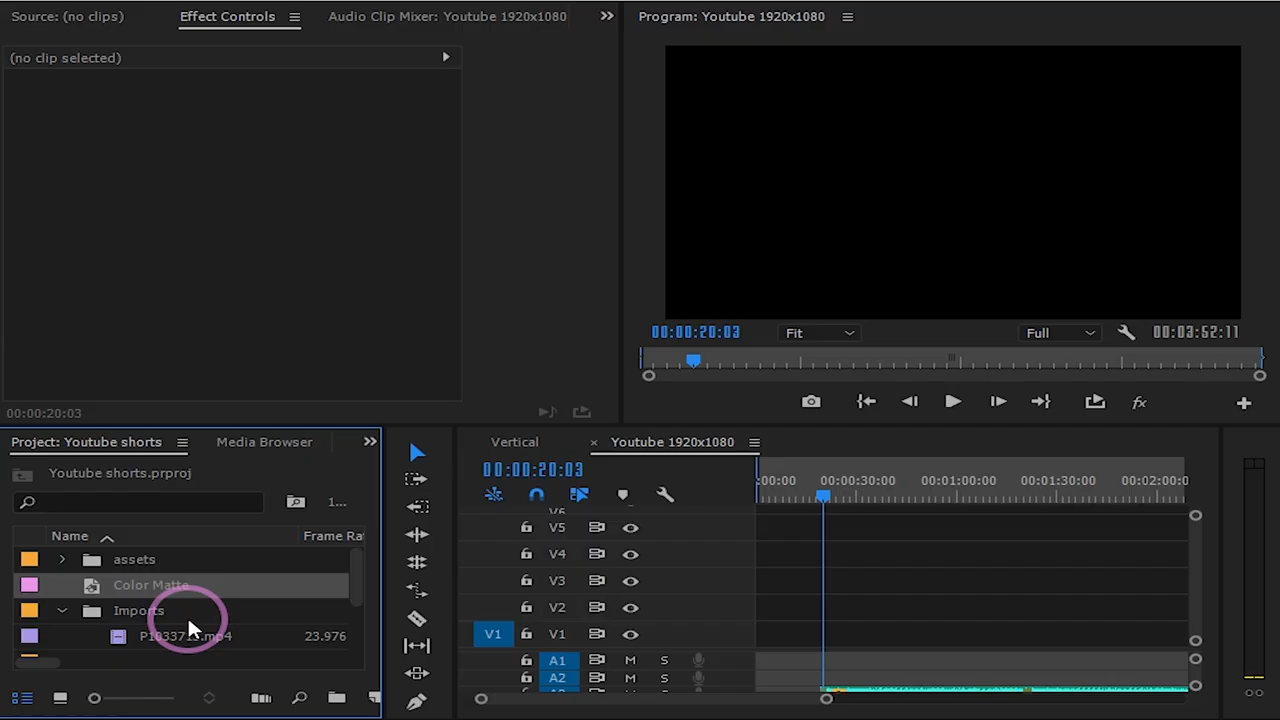 Source: (no clips)
Effect Controls
Audio Clip Mixer: Youtube 1920x1080
Program: Youtube 1920x1080
(no clip selected)
00:00:20:03
Fit
Full
00:03:52:11
00:00:20:03
Project: Youtube shorts
Media Browser
Vertical
Youtube 1920x1080
Youtube shorts.prproj
00:00:20:03
:00:00
00:00:30:00
00:01:00:00
00:01:30:00
00:02:00:0
1...
Name
Frame Ra
V6
V5
assets
V4
Color Matte
V3
Imports
V2
23.976
V1
V1
A1
M
S
A2
M
S
fx